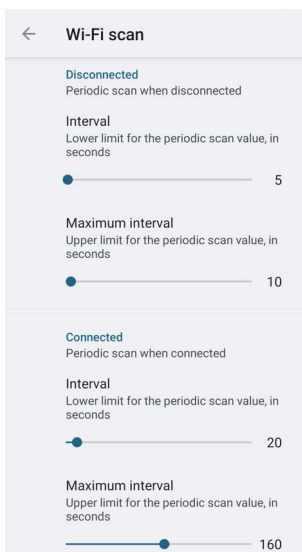 Wi-Fi scan
Disconnected
Periodic scan when disconnected
Interval
Lower limit for the periodic scan value, in
seconds
5
Maximum interval
Upper limit for the periodic scan value, in
seconds
10
Connected
Periodic scan when connected
Interval
Lower limit for the periodic scan value, in
seconds
20
Maximum interval
Upper limit for the periodic scan value, in
seconds
160